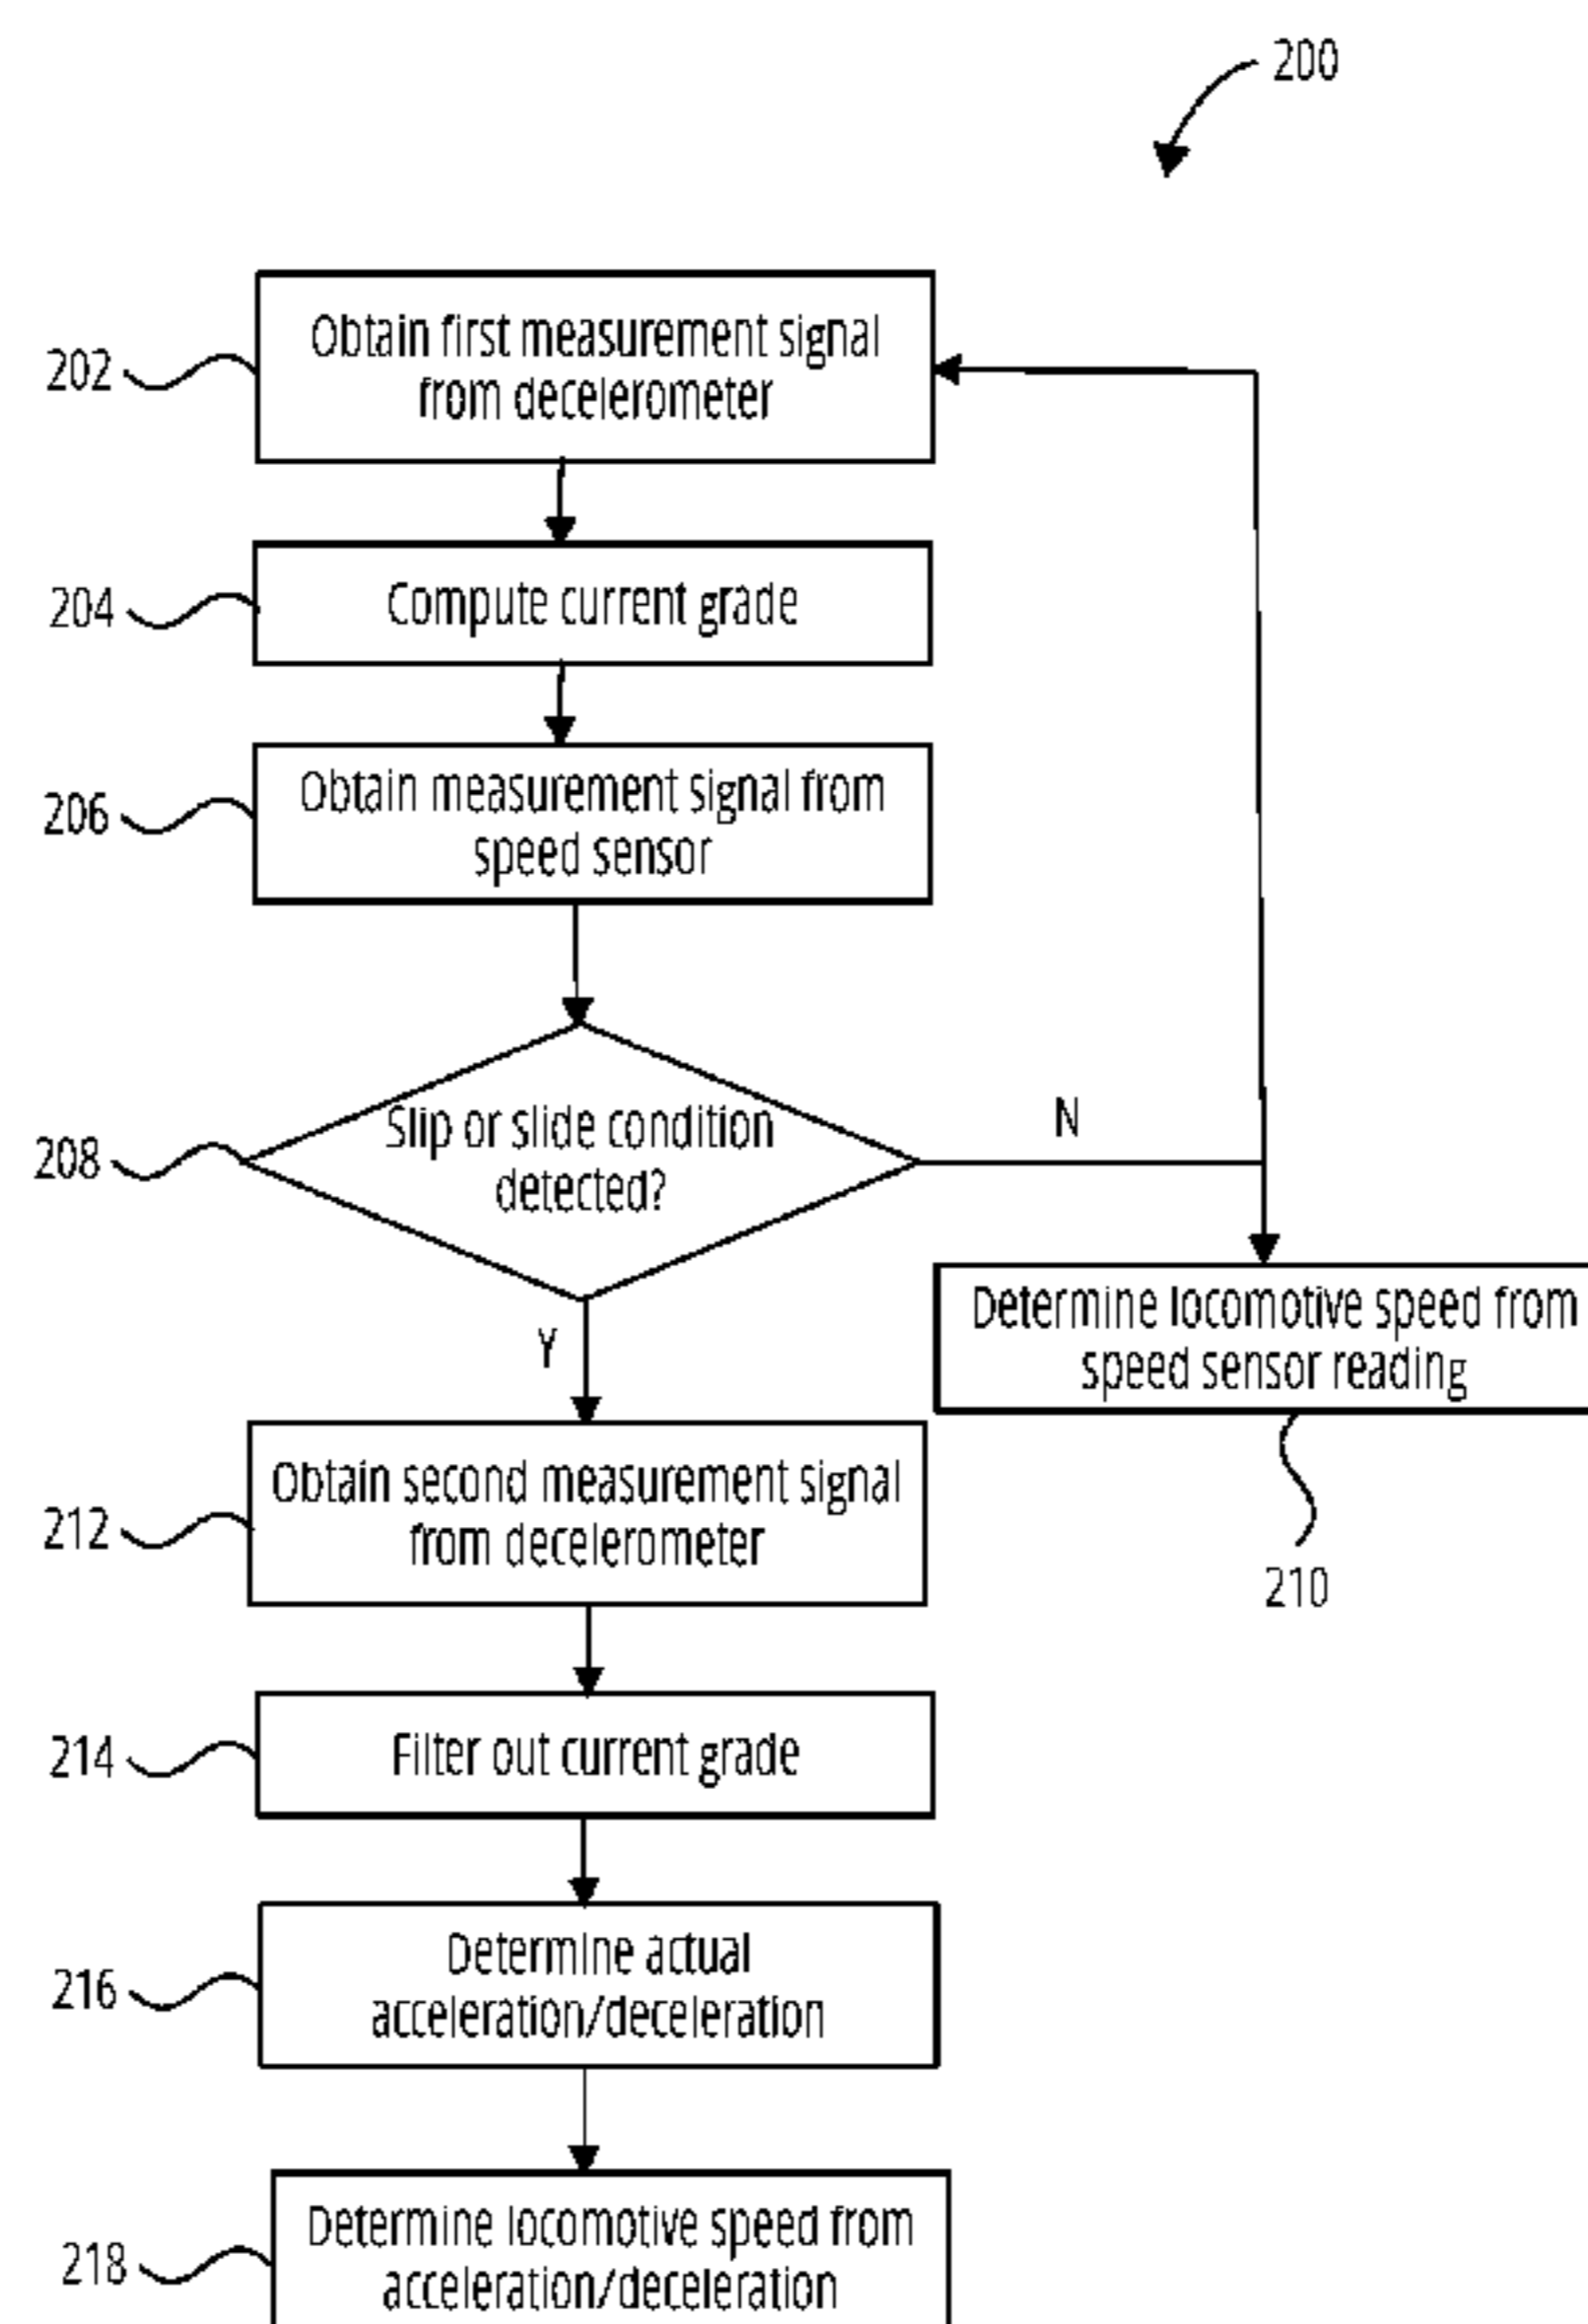 200
202
Obtain first measurement signal
from decelerometer
204
Compute current grade
206
Obtain measurement signal from
speed sensor
208
Slip or slide condition
detected?
N
Y
Determine locomotive speed from
speed sensor reading
210
212
Obtain second measurement signal
from decelerometer
214
Filter out current grade
216
Determine actual
acceleration/deceleration
218
Determine locomotive speed from
acceleration/deceleration